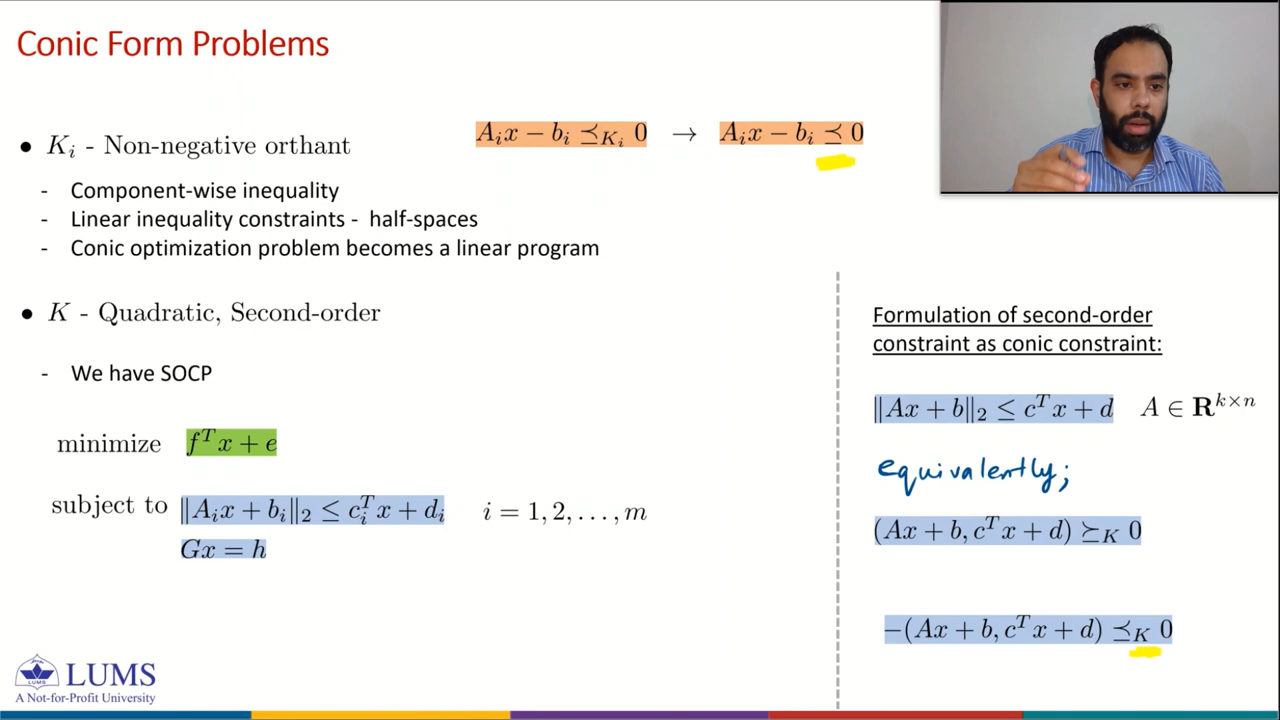 Conic Form Problems
• K_i - Non-negative orthant
A_i x − b_i ⪯_{K_i} 0 → A_i x − b_i ⪯ 0
- Component-wise inequality
- Linear inequality constraints - half-spaces
- Conic optimization problem becomes a linear program
• K - Quadratic, Second-order
- We have SOCP
minimize f^T x + e
subject to ‖A_i x + b_i‖_2 ≤ c_i^T x + d_i   i = 1, 2, . . . , m
Gx = h
Formulation of second-order
constraint as conic constraint:
‖Ax + b‖_2 ≤ c^T x + d   A ∈ R^{k×n}
equivalently;
(Ax + b, c^T x + d) ⪰_K 0
−(Ax + b, c^T x + d) ⪯_K 0
LUMS
LUMS
A Not-for-Profit University